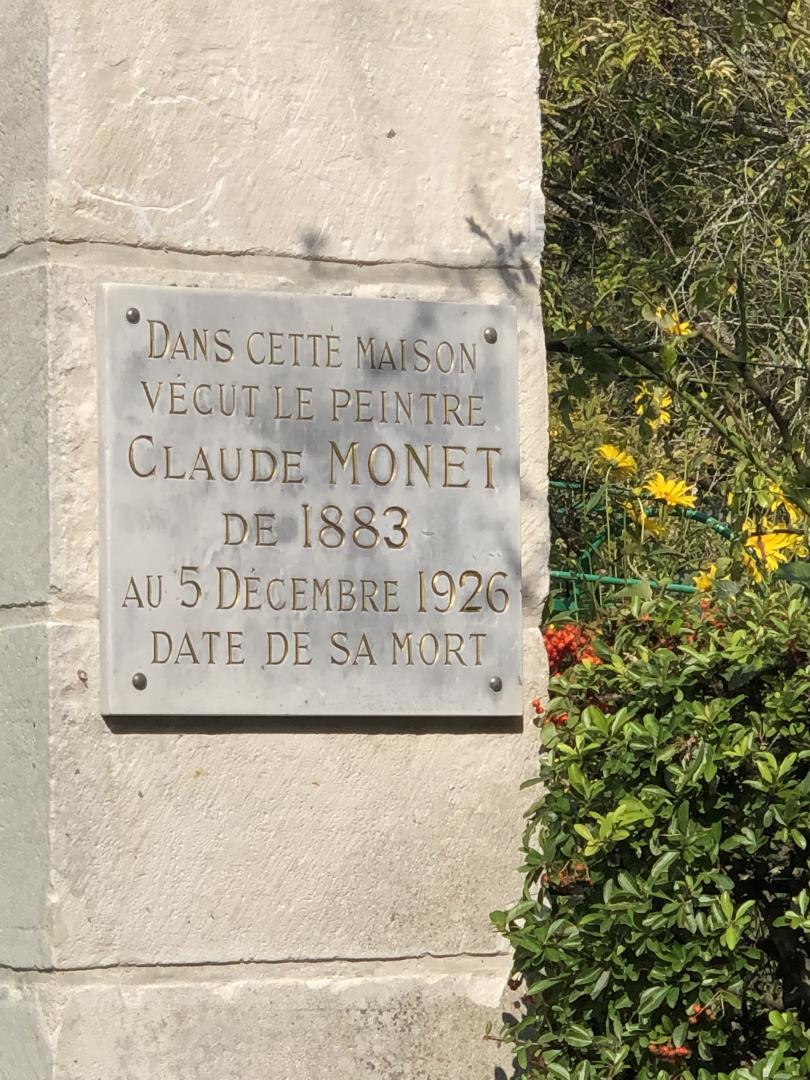 DANS CETTE MAISON
VÉCUT LE PEINTRE
CLAUDE MONET
DE 1883
AU 5 DÉCEMBRE 1926
DATE DE SA MORT